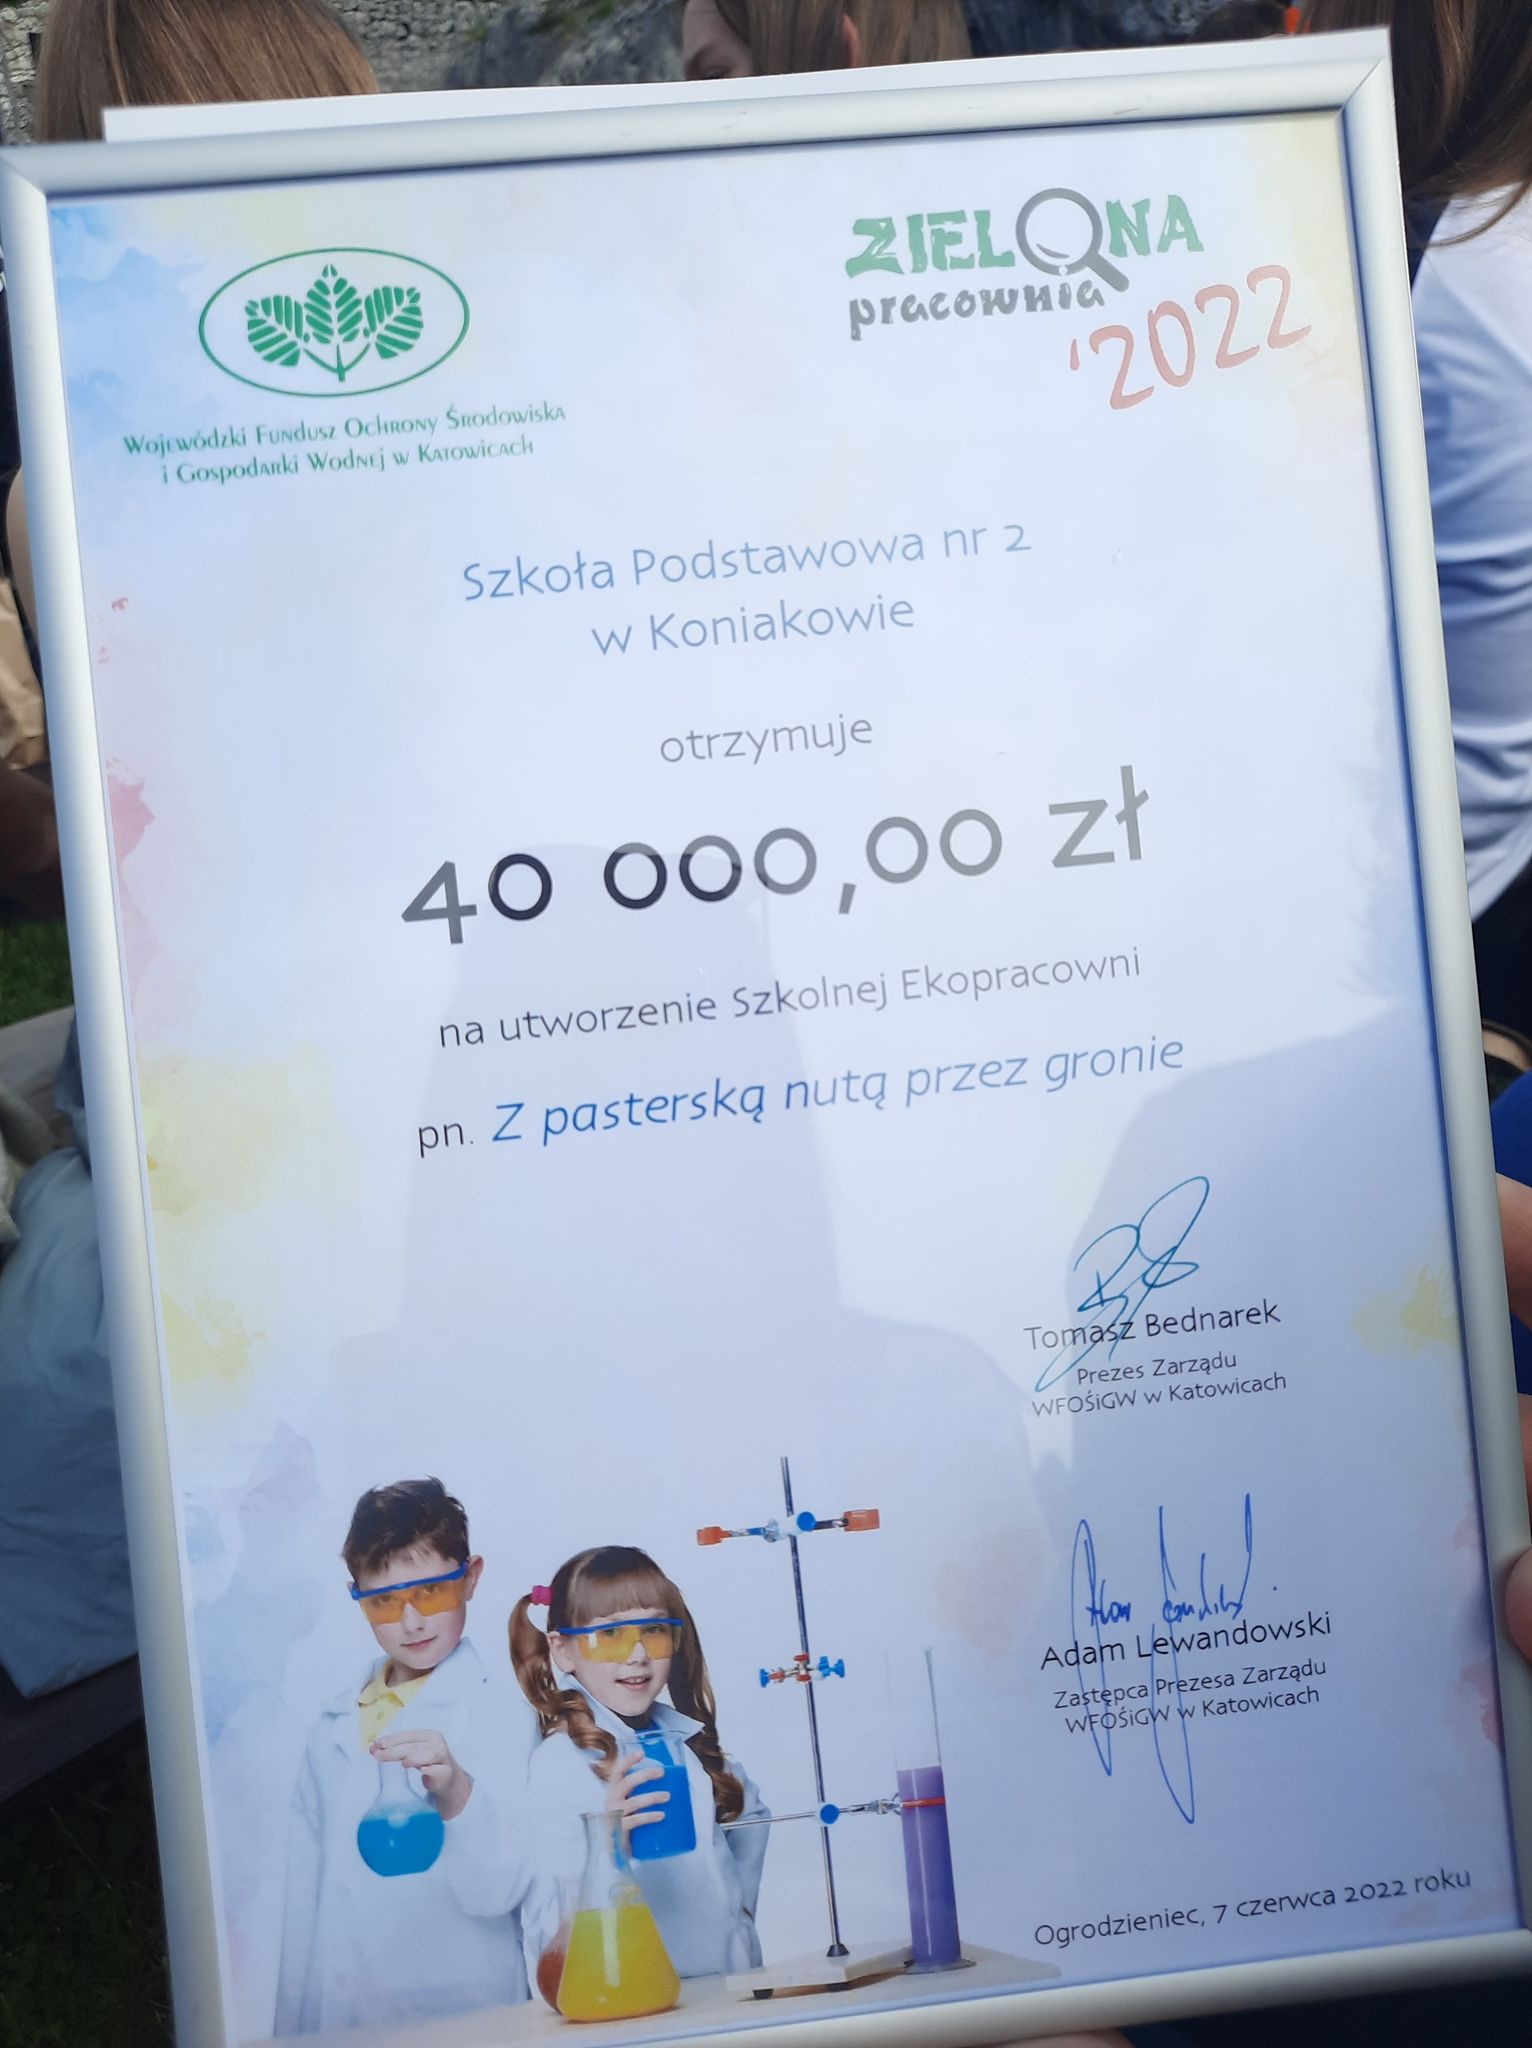 ZIELONA
pracownia
'2022
Wojewódzki Fundusz Ochrony Środowiska
i Gospodarki Wodnej w Katowicach
Szkoła Podstawowa nr 2
w Koniakowie
otrzymuje
40 000,00 zł
na utworzenie Szkolnej Ekopracowni
pn. Z pasterską nutą przez gronie
Tomasz Bednarek
Prezes Zarządu
WFOŚiGW w Katowicach
Adam Lewandowski
Zastępca Prezesa Zarządu
WFOŚiGW w Katowicach
Ogrodzieniec, 7 czerwca 2022 roku